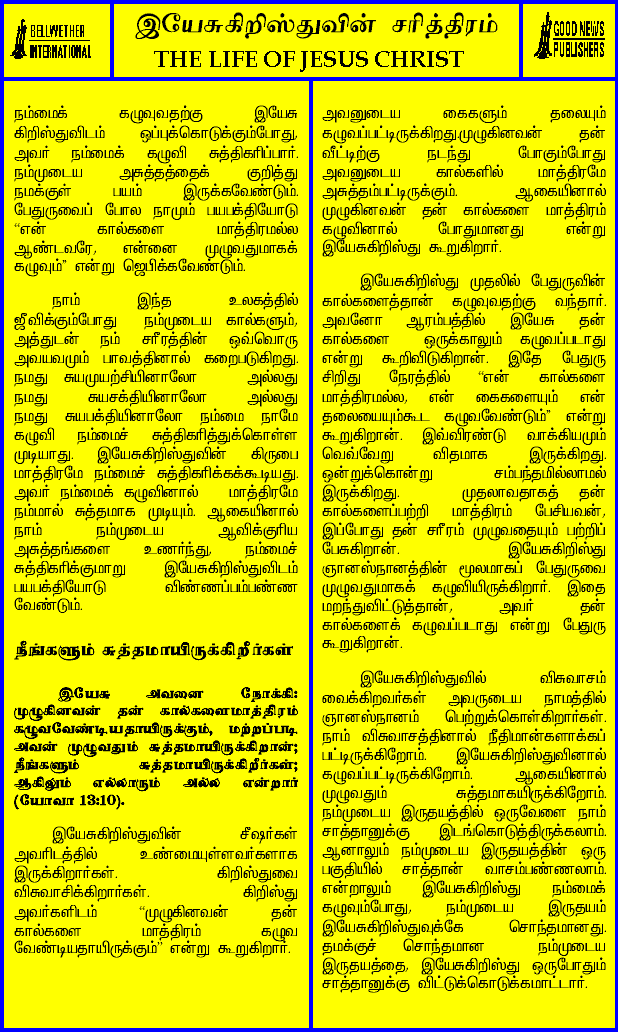 BELLWETHER
INTERNATIONAL
இயேசுகிறிஸ்துவின் சரித்திரம்
THE LIFE OF JESUS CHRIST
GOOD NEWS
PUBLISHERS
நம்மைக் கழுவுவதற்கு இயேசு
கிறிஸ்துவிடம் ஒப்புக்கொடுக்கும்போது,
அவர் நம்மைக் கழுவி சுத்திகரிப்பார்.
நம்முடைய அசுத்தத்தைக் குறித்து
நமக்குள் பயம் இருக்கவேண்டும்.
பேதுருவைப் போல நாமும் பயபக்தியோடு
“என் கால்களை மாத்திரமல்ல
ஆண்டவரே, என்னை முழுவதுமாகக்
கழுவும்” என்று ஜெபிக்கவேண்டும்.
நாம் இந்த உலகத்தில்
ஜீவிக்கும்போது நம்முடைய கால்களும்,
அத்துடன் நம் சரீரத்தின் ஒவ்வொரு
அவயவமும் பாவத்தினால் கறைபடுகிறது.
நமது சுயமுயற்சியினாலோ அல்லது
நமது சுயசக்தியினாலோ அல்லது
நமது சுயபக்தியினாலோ நம்மை நாமே
கழுவி நம்மைச் சுத்திகரித்துக்கொள்ள
முடியாது. இயேசுகிறிஸ்துவின் கிருபை
மாத்திரமே நம்மைச் சுத்திகரிக்கக்கூடியது.
அவர் நம்மைக் கழுவினால் மாத்திரமே
நம்மால் சுத்தமாக முடியும். ஆகையினால்
நாம் நம்முடைய ஆவிக்குரிய
அசுத்தங்களை உணர்ந்து, நம்மைச்
சுத்திகரிக்குமாறு இயேசுகிறிஸ்துவிடம்
பயபக்தியோடு விண்ணப்பம்பண்ண
வேண்டும்.
நீங்களும் சுத்தமாயிருக்கிறீர்கள்
இயேசு அவனை நோக்கி:
முழுகினவன் தன் கால்களைமாத்திரம்
கழுவவேண்டியதாயிருக்கும், மற்றப்படி
அவன் முழுவதும் சுத்தமாயிருக்கிறான்;
நீங்களும் சுத்தமாயிருக்கிறீர்கள்;
ஆகிலும் எல்லாரும் அல்ல என்றார்
(யோவா 13:10).
இயேசுகிறிஸ்துவின் சீஷர்கள்
அவரிடத்தில் உண்மையுள்ளவர்களாக
இருக்கிறார்கள். கிறிஸ்துவை
விசுவாசிக்கிறார்கள். கிறிஸ்து
அவர்களிடம் “முழுகினவன் தன்
கால்களை மாத்திரம் கழுவ
வேண்டியதாயிருக்கும்” என்று கூறுகிறார்.
அவனுடைய கைகளும் தலையும்
கழுவப்பட்டிருக்கிறது.முழுகினவன் தன்
வீட்டிற்கு நடந்து போகும்போது
அவனுடைய கால்களில் மாத்திரமே
அசுத்தம்பட்டிருக்கும். ஆகையினால்
முழுகினவன் தன் கால்களை மாத்திரம்
கழுவினால் போதுமானது என்று
இயேசுகிறிஸ்து கூறுகிறார்.
இயேசுகிறிஸ்து முதலில் பேதுருவின்
கால்களைத்தான் கழுவுவதற்கு வந்தார்.
அவனோ ஆரம்பத்தில் இயேசு தன்
கால்களை ஒருக்காலும் கழுவப்படாது
என்று கூறிவிடுகிறான். இதே பேதுரு
சிறிது நேரத்தில் “என் கால்களை
மாத்திரமல்ல, என் கைகளையும் என்
தலையையும்கூட கழுவவேண்டும்” என்று
கூறுகிறான். இவ்விரண்டு வாக்கியமும்
வெவ்வேறு விதமாக இருக்கிறது.
ஒன்றுக்கொன்று சம்பந்தமில்லாமல்
இருக்கிறது. முதலாவதாகத் தன்
கால்களைப்பற்றி மாத்திரம் பேசியவன்,
இப்போது தன் சரீரம் முழுவதையும் பற்றிப்
பேசுகிறான். இயேசுகிறிஸ்து
ஞானஸ்நானத்தின் மூலமாகப் பேதுருவை
முழுவதுமாகக் கழுவியிருக்கிறார். இதை
மறந்துவிட்டுத்தான், அவர் தன்
கால்களைக் கழுவப்படாது என்று பேதுரு
கூறுகிறான்.
இயேசுகிறிஸ்துவில் விசுவாசம்
வைக்கிறவர்கள் அவருடைய நாமத்தில்
ஞானஸ்நானம் பெற்றுக்கொள்கிறார்கள்.
நாம் விசுவாசத்தினால் நீதிமான்களாக்கப்
பட்டிருக்கிறோம். இயேசுகிறிஸ்துவினால்
கழுவப்பட்டிருக்கிறோம். ஆகையினால்
முழுவதும் சுத்தமாகயிருக்கிறோம்.
நம்முடைய இருதயத்தில் ஒருவேளை நாம்
சாத்தானுக்கு இடங்கொடுத்திருக்கலாம்.
ஆனாலும் நம்முடைய இருதயத்தின் ஒரு
பகுதியில் சாத்தான் வாசம்பண்ணலாம்.
என்றாலும் இயேசுகிறிஸ்து நம்மைக்
கழுவும்போது, நம்முடைய இருதயம்
இயேசுகிறிஸ்துவுக்கே சொந்தமானது.
தமக்குச் சொந்தமான நம்முடைய
இருதயத்தை, இயேசுகிறிஸ்து ஒருபோதும்
சாத்தானுக்கு விட்டுக்கொடுக்கமாட்டார்.